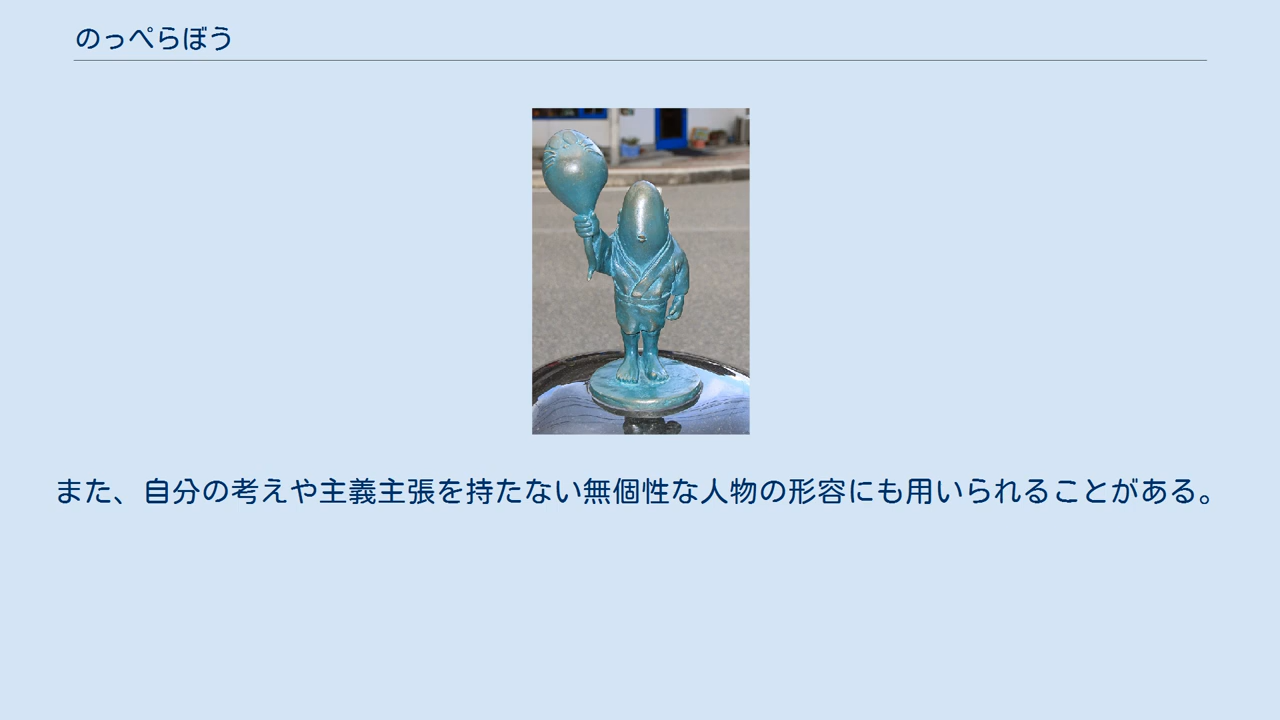 のっぺらぼう
また、自分の考えや主義主張を持たない無個性な人物の形容にも用いられることがある。